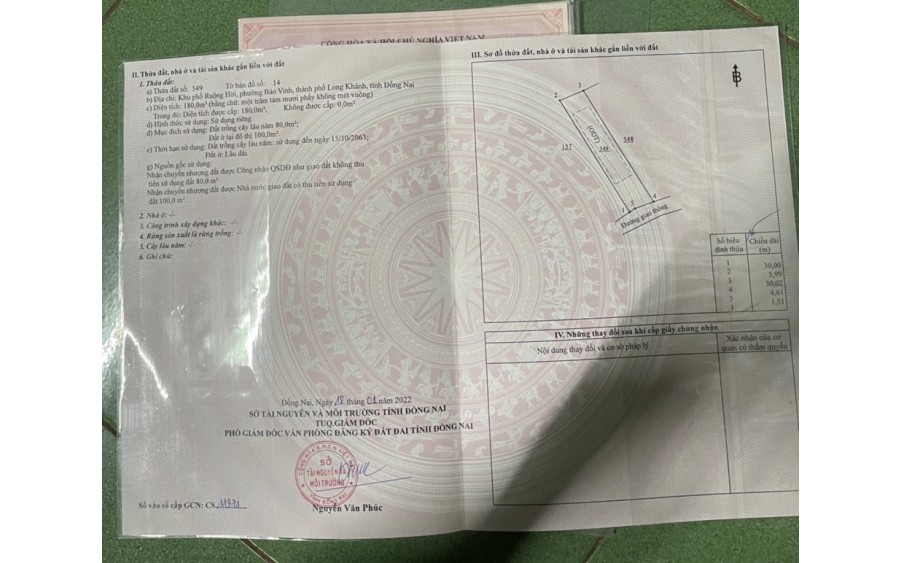 CỘNG HÒA XÃ HỘI CHỦ NGHĨA VIỆT NAM
II. Thửa đất, nhà ở và tài sản khác gắn liền với đất
1. Thửa đất:
a) Thửa đất số: 549 Tờ bản đồ số: 14
b) Địa chỉ: Khu phố Ruộng Hời, phường Bảo Vinh, thành phố Long Khánh, tỉnh Đồng Nai
c) Diện tích: 180,0m² (bằng chữ: một trăm tám mươi phẩy không mét vuông)
Trong đó: Diện tích được cấp: 180,0m²; Không được cấp: 0,0m²
d) Hình thức sử dụng: Sử dụng riêng
đ) Mục đích sử dụng: Đất trồng cây lâu năm 80,0m²;
Đất ở tại đô thị 100,0m²;
e) Thời hạn sử dụng: Đất trồng cây lâu năm: sử dụng đến ngày 15/10/2063;
Đất ở: Lâu dài.
g) Nguồn gốc sử dụng:
Nhận chuyển nhượng đất được Công nhận QSDĐ như giao đất không thu
tiền sử dụng đất 80,0 m²
Nhận chuyển nhượng đất được Nhà nước giao đất có thu tiền sử dụng
đất 100,0 m²
2. Nhà ở: -/-
3. Công trình xây dựng khác: -/-
4. Rừng sản xuất là rừng trồng: -/-
5. Cây lâu năm: -/-
6. Ghi chú:
Đồng Nai, Ngày 18 tháng 01 năm 2022
SỞ TÀI NGUYÊN VÀ MÔI TRƯỜNG TỈNH ĐỒNG NAI
TUQ.GIÁM ĐỐC
PHÓ GIÁM ĐỐC VĂN PHÒNG ĐĂNG KÝ ĐẤT ĐAI TỈNH ĐỒNG NAI
SỞ
TÀI NGUYÊN VÀ
MÔI TRƯỜNG
TỈNH ĐỒNG NAI
Nguyễn Văn Phúc
Số vào sổ cấp GCN: CS
III. Sơ đồ thửa đất, nhà ở và tài sản khác gắn liền với đất
B
3
2
(ODT)
157
549
548
1
5
4
Đường giao thông
Số hiệu đỉnh thửa Chiều dài (m)
1
30,00
2
5,99
3
30,02
4
4,61
5
1,51
1
IV. Những thay đổi sau khi cấp giấy chứng nhận
Nội dung thay đổi và cơ sở pháp lý
Xác nhận của cơ
quan có thẩm quyền